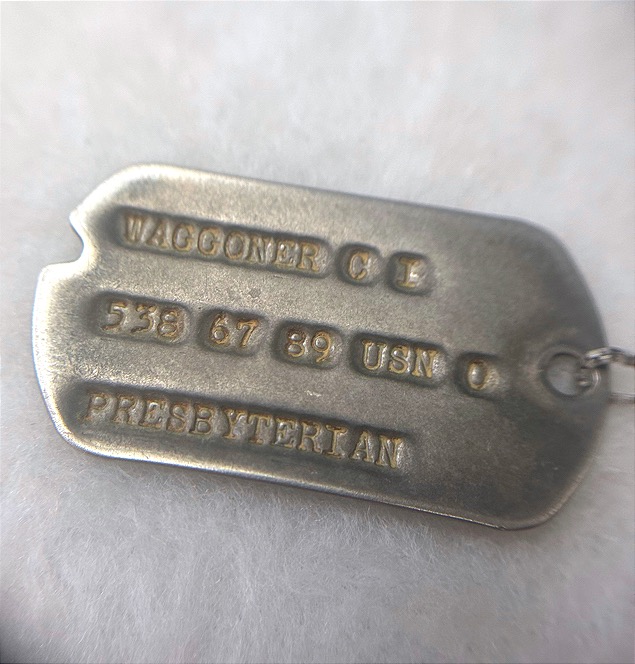 WAGGONER C I
538 67 89 USN O
PRESBYTERIAN